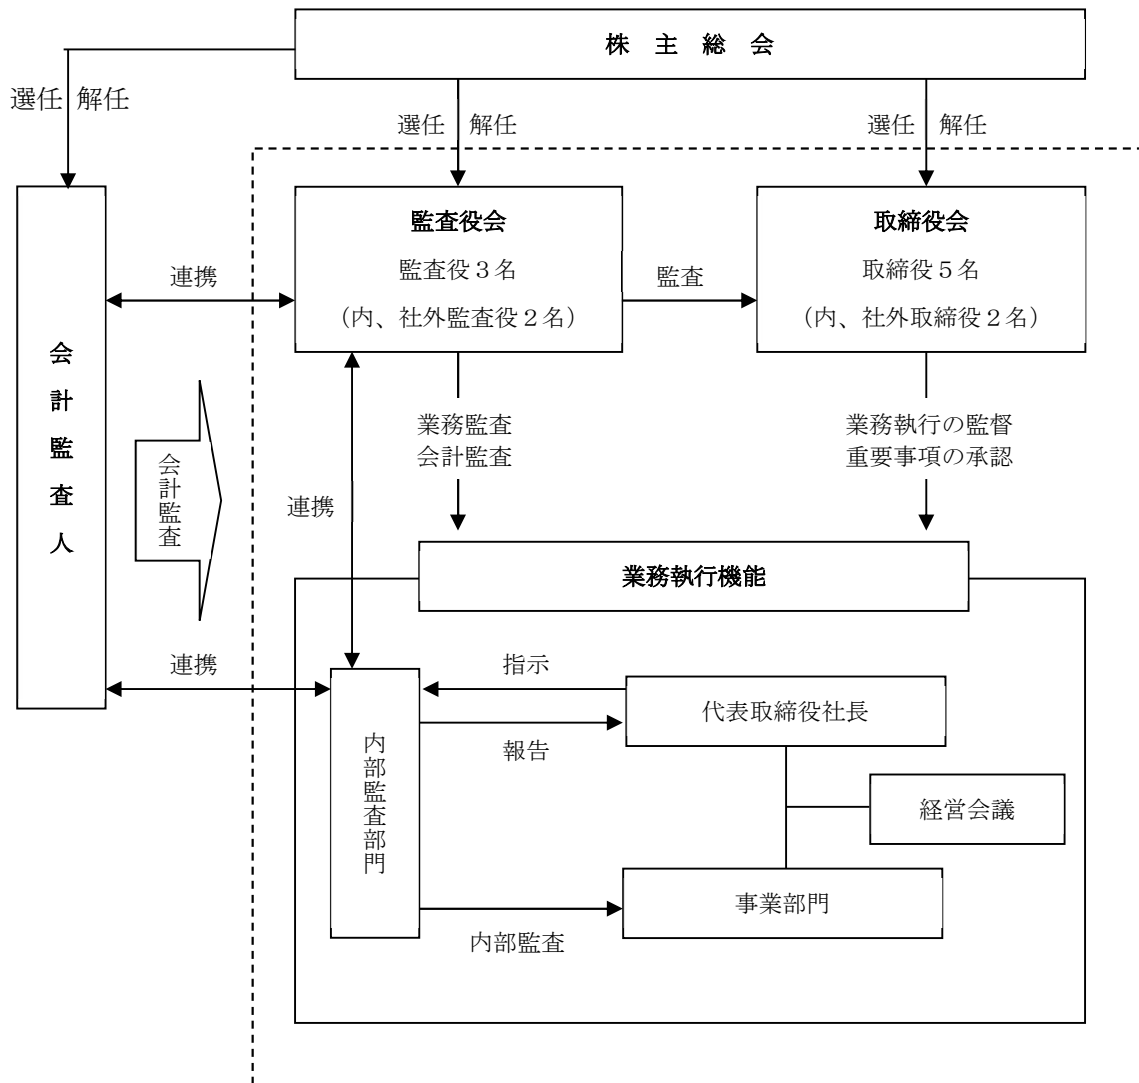 株 主 総 会
選任 解任
選任 解任
選任 解任
監査役会
監査役３名
（内、社外監査役２名）
監査
取締役会
取締役５名
（内、社外取締役２名）
連携
会計監査人
会計監査
業務監査
会計監査
業務執行の監督
重要事項の承認
連携
業務執行機能
連携
指示
代表取締役社長
報告
内部監査部門
経営会議
事業部門
内部監査